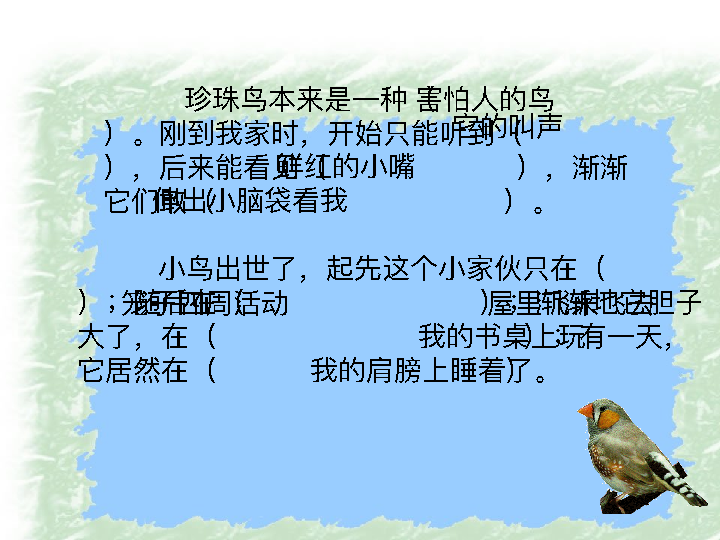 珍珠鸟本来是一种（害怕人的鸟
）。刚到我家时，开始只能听到（它的叫声
），后来能看见（鲜红的小嘴），渐渐
它们敢（伸出小脑袋看我）。
小鸟出世了，起先这个小家伙只在（
笼子四周活动）；随后在（屋里飞来飞去）；渐渐地它胆子
大了，在（我的书桌上玩）；有一天，
它居然在（我的肩膀上睡着了）。